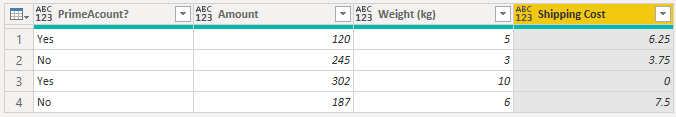 ABC 123 PrimeAcount? ABC 123 Amount ABC 123 Weight (kg) ABC 123 Shipping Cost
1 Yes 120 5 6.25
2 No 245 3 3.75
3 Yes 302 10 0
4 No 187 6 7.5